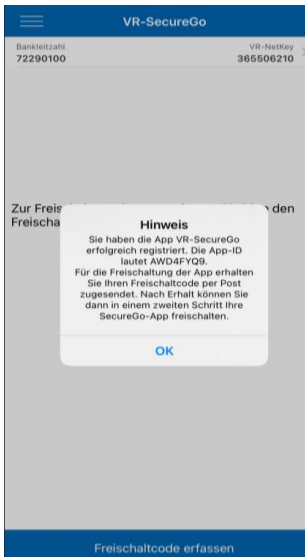 VR-SecureGo
Bankleitzahl VR-NetKey
72290100 365506210
Zur Freis den
Freischa
Hinweis
Sie haben die App VR-SecureGo
erfolgreich registriert. Die App-ID
lautet AWD4FYQ9.
Für die Freischaltung der App erhalten
Sie Ihren Freischaltcode per Post
zugesendet. Nach Erhalt können Sie
dann in einem zweiten Schritt Ihre
SecureGo-App freischalten.
OK
Freischaltcode erfassen